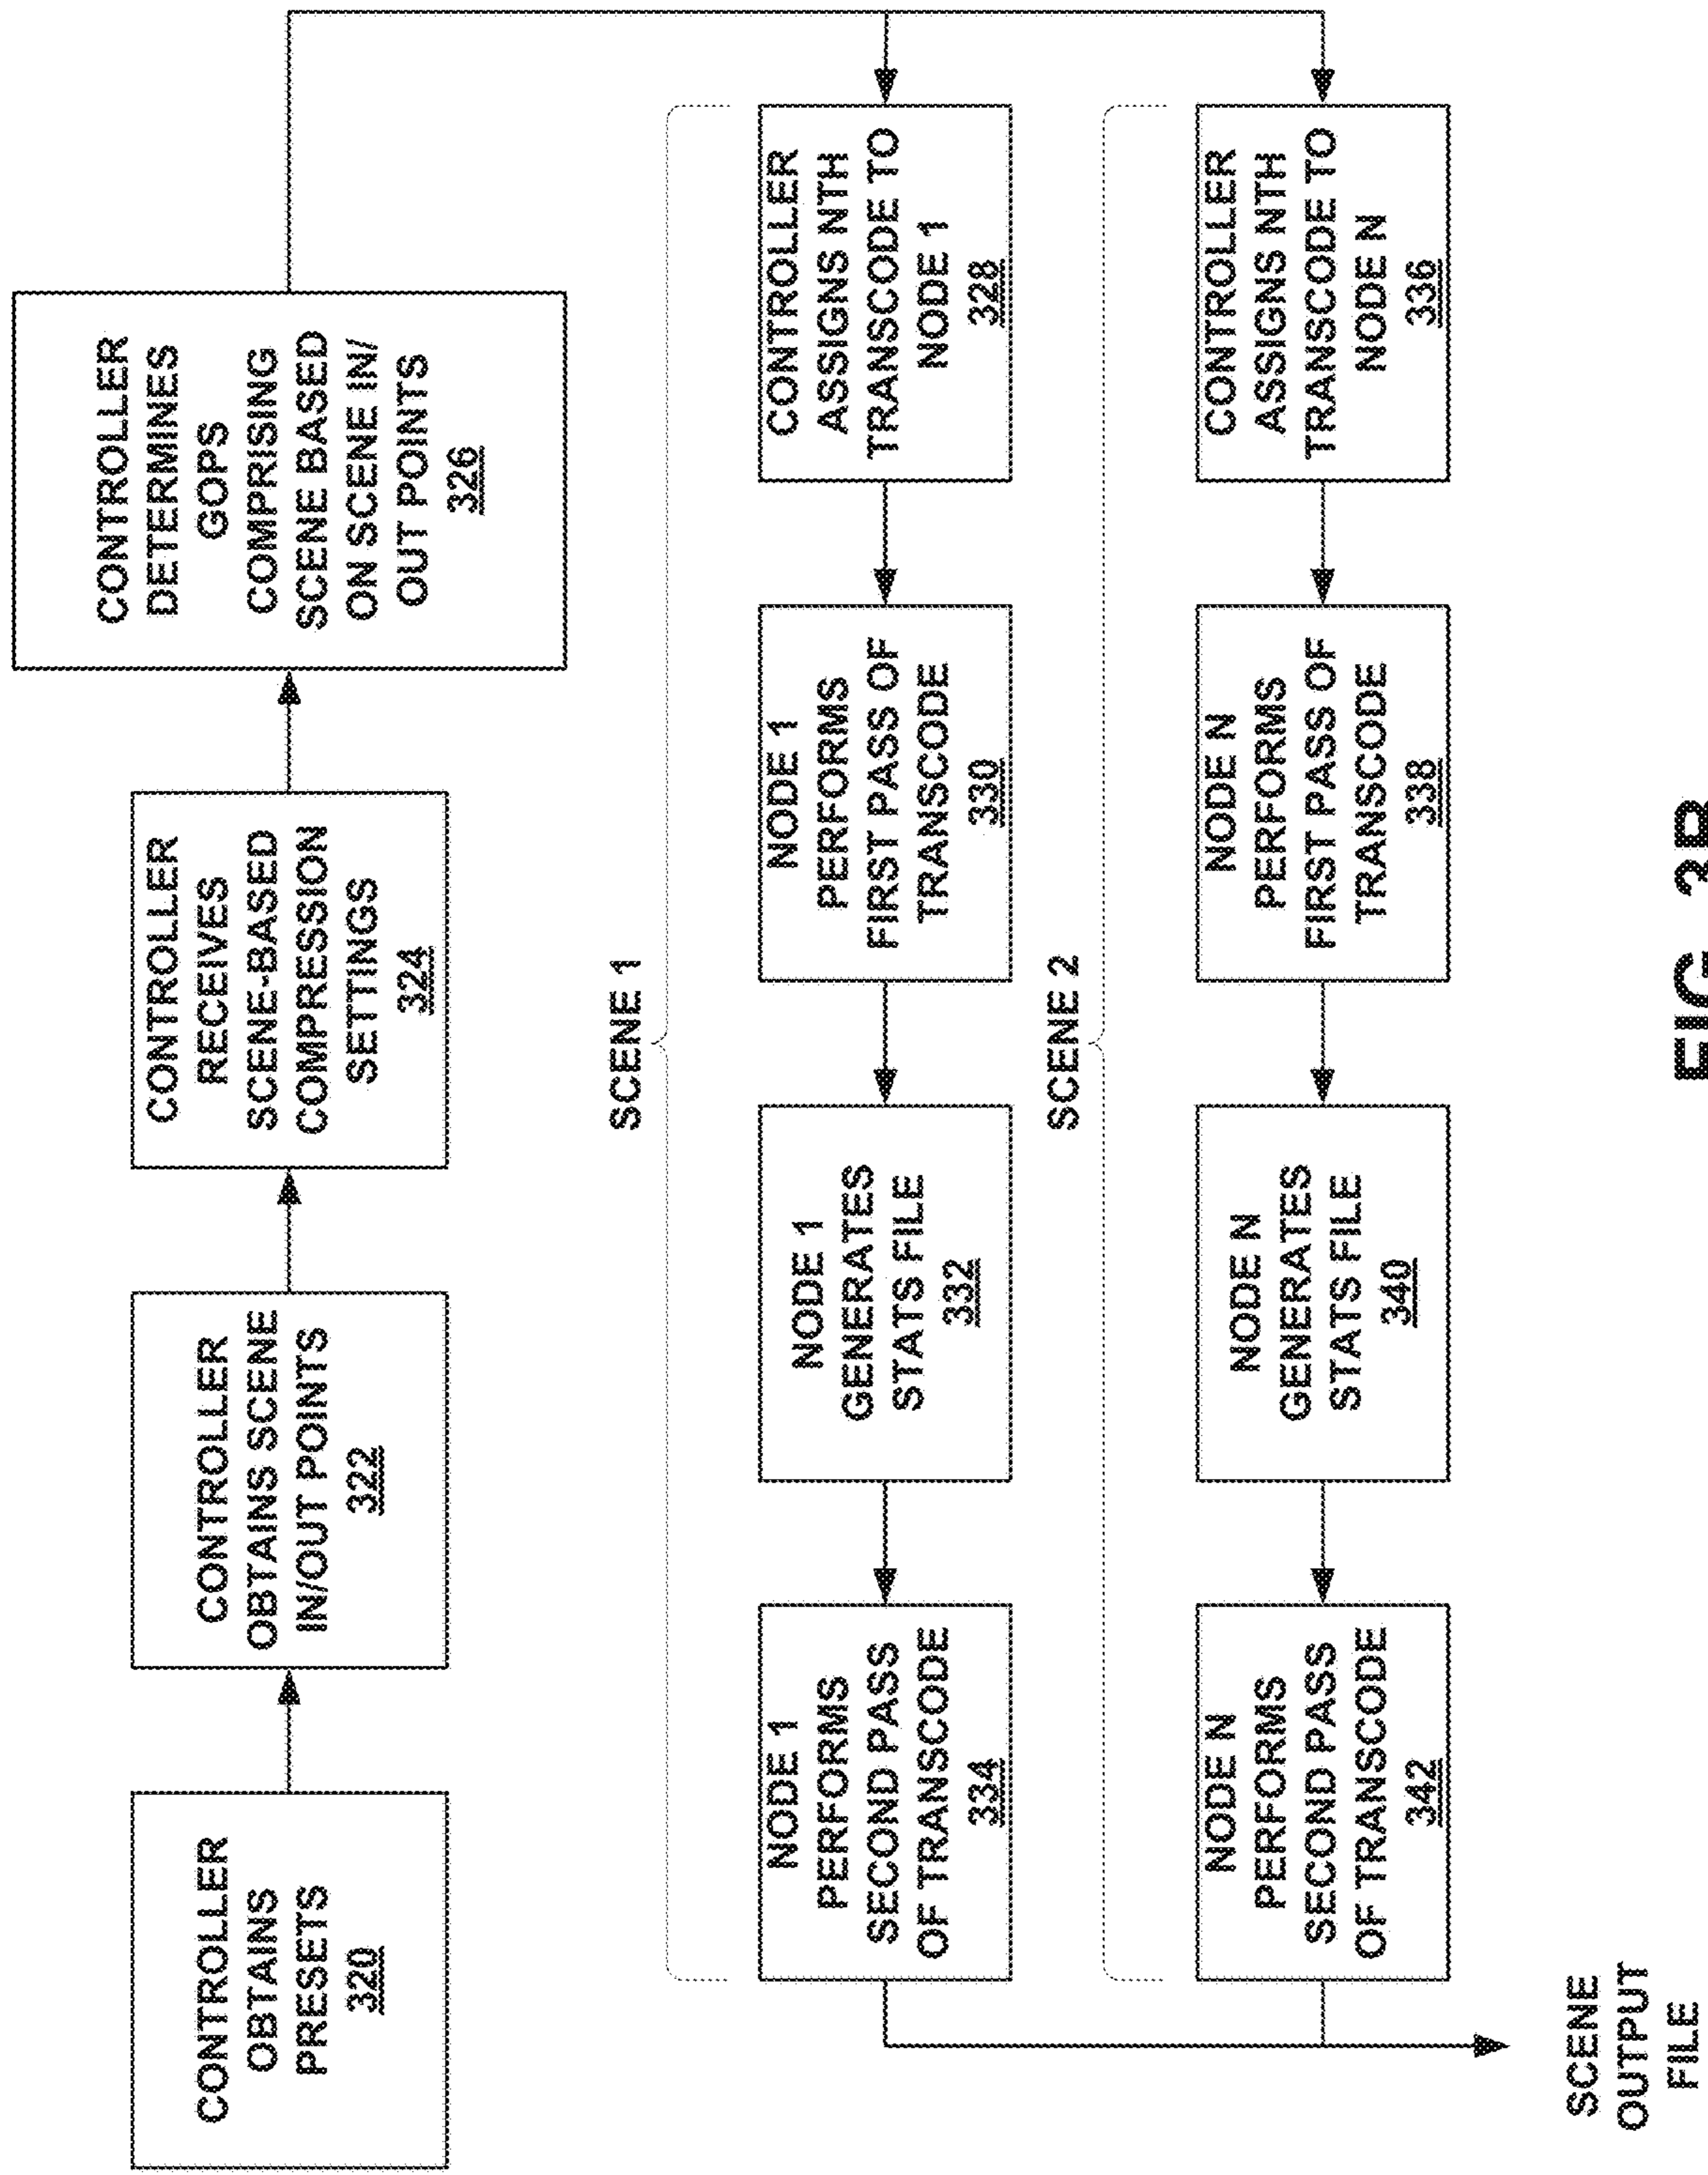 CONTROLLER
OBTAINS
PRESETS
320
CONTROLLER
OBTAINS SCENE
IN/OUT POINTS
322
CONTROLLER
RECEIVES
SCENE-BASED
COMPRESSION
SETTINGS
324
CONTROLLER
DETERMINES
GOPS
COMPRISING
SCENE BASED
ON SCENE IN/
OUT POINTS
326
SCENE 1
CONTROLLER
ASSIGNS NTH
TRANSCODE TO
NODE 1
328
NODE 1
PERFORMS
FIRST PASS OF
TRANSCODE
330
NODE 1
GENERATES
STATS FILE
332
NODE 1
PERFORMS
SECOND PASS
OF TRANSCODE
334
SCENE 2
CONTROLLER
ASSIGNS NTH
TRANSCODE TO
NODE N
336
NODE N
PERFORMS
FIRST PASS OF
TRANSCODE
338
NODE N
GENERATES
STATS FILE
340
NODE N
PERFORMS
SECOND PASS
OF TRANSCODE
342
SCENE
OUTPUT
FILE
FIG. 3B